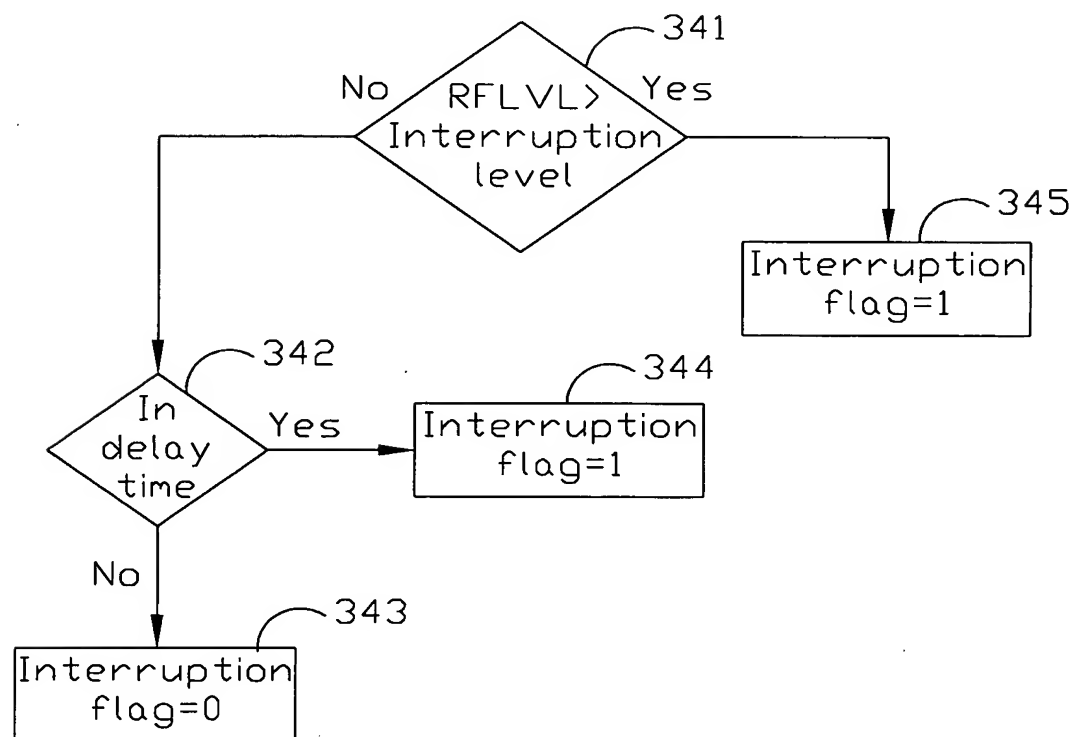 341
No
RFLVL>
Yes
Interruption
level
345
Interruption
flag=1
342
344
In
delay
time
Yes
Interruption
flag=1
No
343
Interruption
flag=0